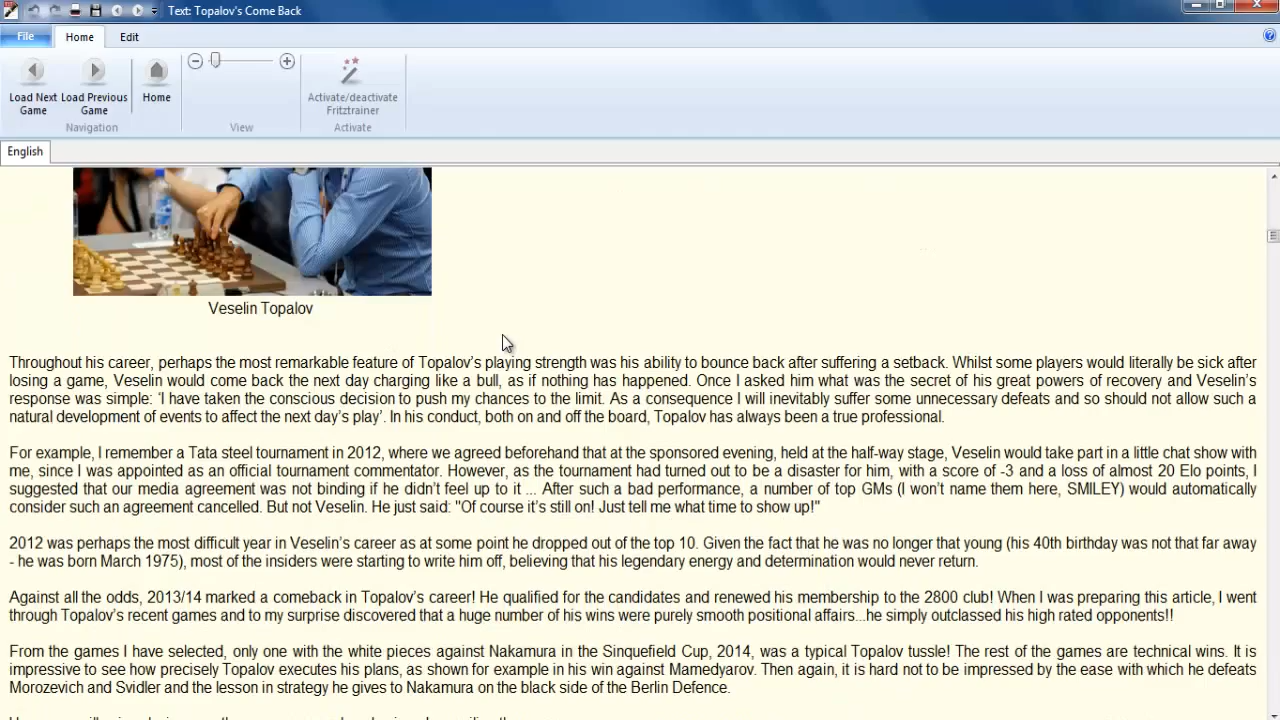 Text: Topalov's Come Back
File Home Edit
Load Next Game
Load Previous Game
Home
Activate/deactivate Fritztrainer
Navigation View Activate
English
Veselin Topalov
Throughout his career, perhaps the most remarkable feature of Topalov's playing strength was his ability to bounce back after suffering a setback. Whilst some players would literally be sick after
losing a game, Veselin would come back the next day charging like a bull, as if nothing has happened. Once I asked him what was the secret of his great powers of recovery and Veselin's
response was simple: 'I have taken the conscious decision to push my chances to the limit. As a consequence I will inevitably suffer some unnecessary defeats and so should not allow such a
natural development of events to affect the next day's play'. In his conduct, both on and off the board, Topalov has always been a true professional.
For example, I remember a Tata steel tournament in 2012, where we agreed beforehand that at the sponsored evening, held at the half-way stage, Veselin would take part in a little chat show with
me, since I was appointed as an official tournament commentator. However, as the tournament had turned out to be a disaster for him, with a score of -3 and a loss of almost 20 Elo points, I
suggested that our media agreement was not binding if he didn't feel up to it ... After such a bad performance, a number of top GMs (I won't name them here, SMILEY) would automatically
consider such an agreement cancelled. But not Veselin. He just said: "Of course it's still on! Just tell me what time to show up!"
2012 was perhaps the most difficult year in Veselin's career as at some point he dropped out of the top 10. Given the fact that he was no longer that young (his 40th birthday was not that far away
- he was born March 1975), most of the insiders were starting to write him off, believing that his legendary energy and determination would never return.
Against all the odds, 2013/14 marked a comeback in Topalov's career! He qualified for the candidates and renewed his membership to the 2800 club! When I was preparing this article, I went
through Topalov's recent games and to my surprise discovered that a huge number of his wins were purely smooth positional affairs...he simply outclassed his high rated opponents!!
From the games I have selected, only one with the white pieces against Nakamura in the Sinquefield Cup, 2014, was a typical Topalov tussle! The rest of the games are technical wins. It is
impressive to see how precisely Topalov executes his plans, as shown for example in his win against Mamedyarov. Then again, it is hard not to be impressed by the ease with which he defeats
Morozevich and Svidler and the lesson in strategy he gives to Nakamura on the black side of the Berlin Defence.